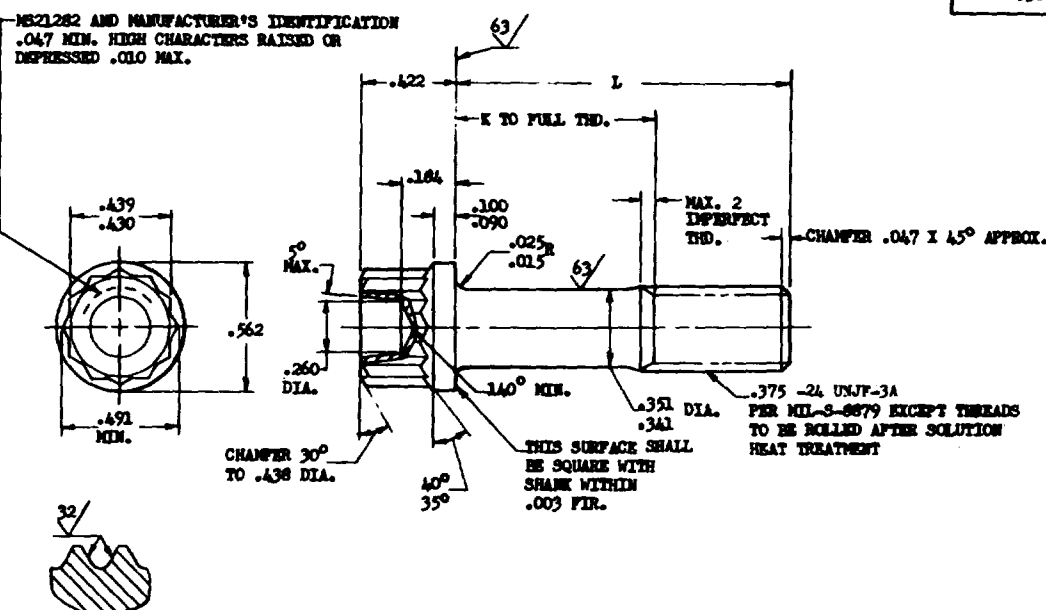 MS21282 AND MANUFACTURER'S IDENTIFICATION
.047 MIN. HIGH CHARACTERS RAISED OR
DEPRESSED .010 MAX.
63
.422
L
K TO FULL THD.
.184
.439
.430
.100
.090
MAX. 2
IMPERFECT
THD.
CHAMFER .047 X 45° APPROX.
5°
MAX.
.025 R
.015
63
.562
.260
DIA.
140° MIN.
.351 DIA.
.341
.375 -24 UNJF-3A
PER MIL-S-8879 EXCEPT THREADS
TO BE ROLLED AFTER SOLUTION
HEAT TREATMENT
.491
MIN.
CHAMFER 30°
TO .438 DIA.
40°
35°
THIS SURFACE SHALL
BE SQUARE WITH
SHANK WITHIN
.003 FIR.
32